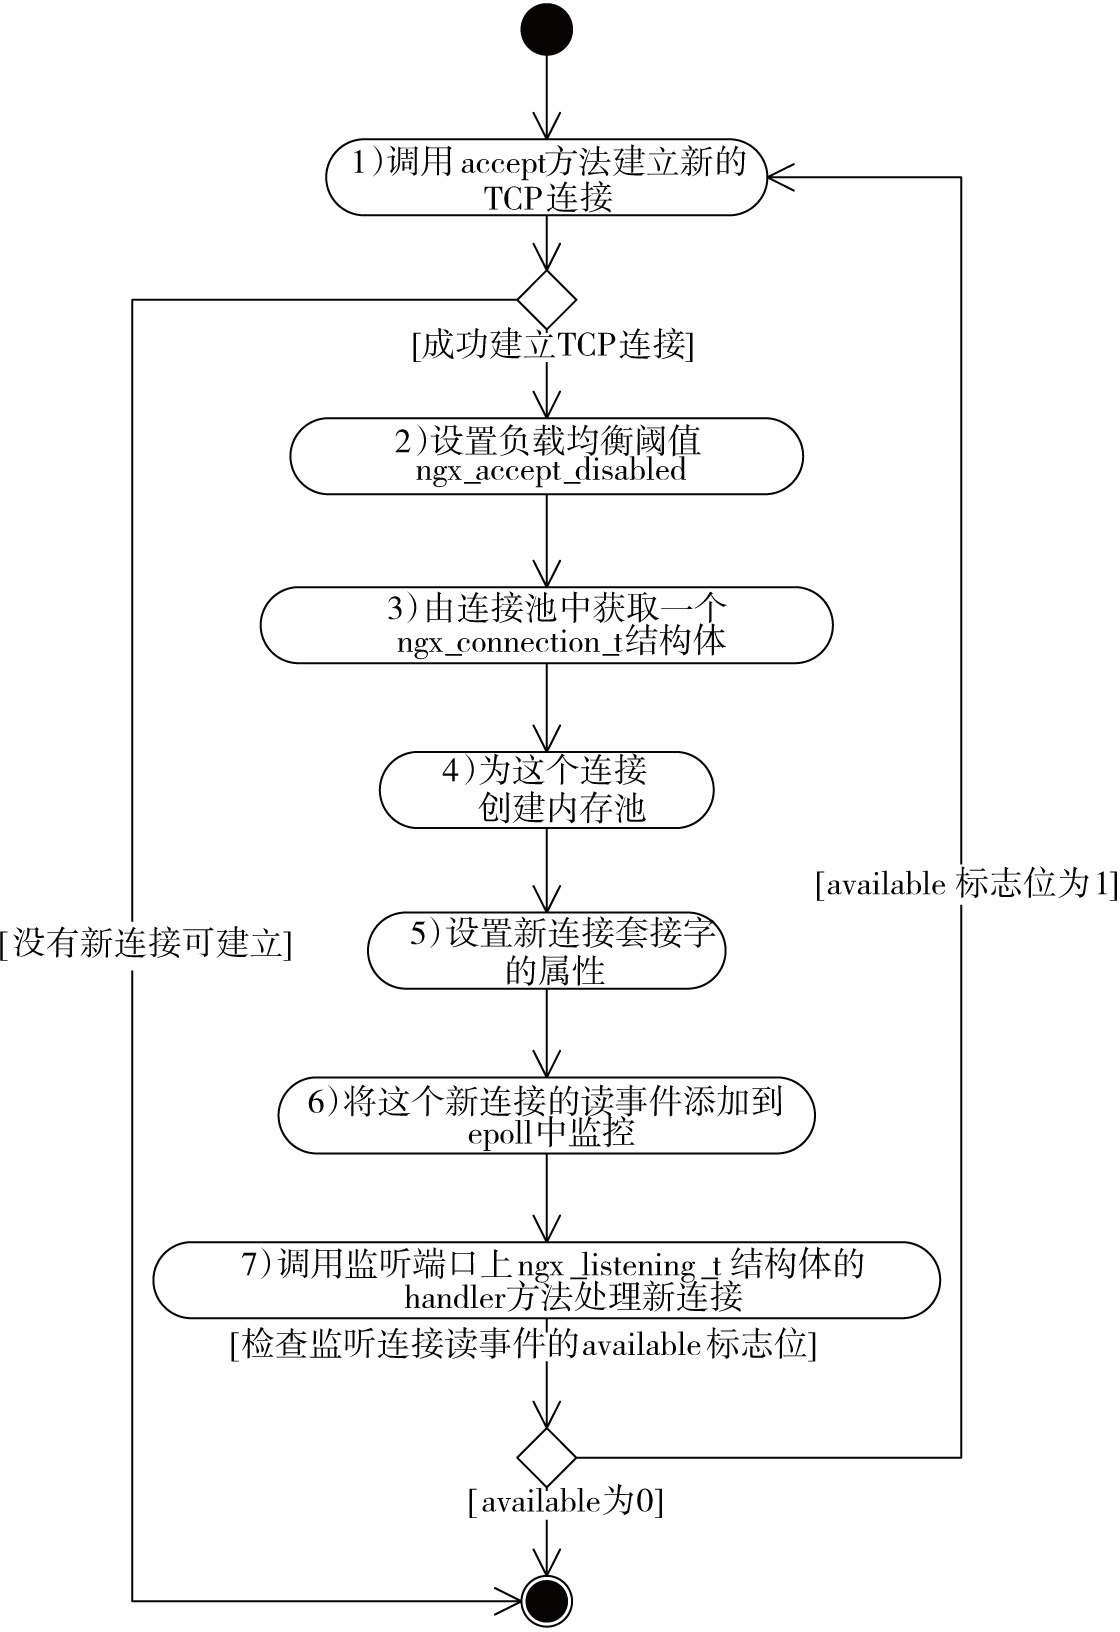 1)调用 accept方法建立新的
TCP连接
[成功建立TCP连接]
2)设置负载均衡阈值
ngx_accept_disabled
3)由连接池中获取一个
ngx_connection_t结构体
4)为这个连接
创建内存池
[available 标志位为1]
5)设置新连接套接字
的属性
[没有新连接可建立]
6)将这个新连接的读事件添加到
epoll中监控
7)调用监听端口上ngx_listening_t 结构体的
handler方法处理新连接
[检查监听连接读事件的available标志位]
[available为0]